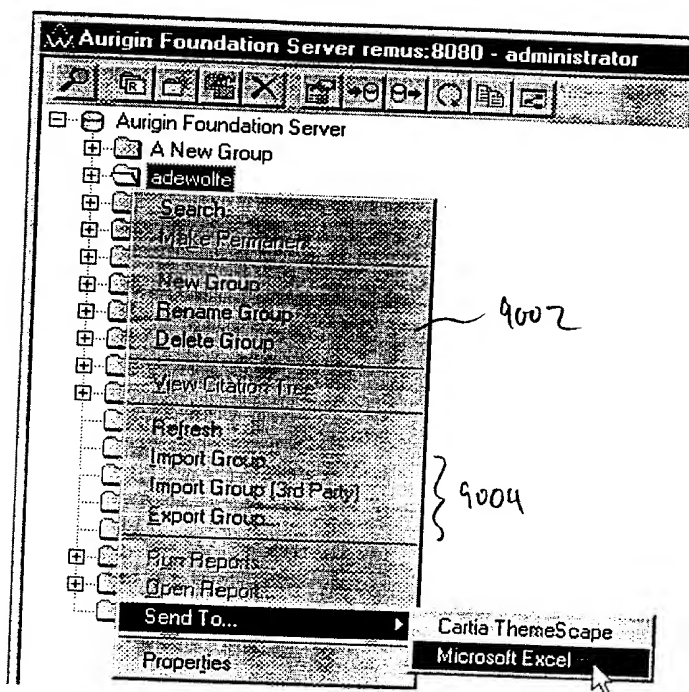 Aurigin Foundation Server remus:8080 - administrator
Aurigin Foundation Server
A New Group
adewolfe
Search...
Make Permanent
New Group
Rename Group
Delete Group
9002
View Citation Tree
Refresh
Import Group
Import Group (3rd Party)
Export Group...
9004
Run Report...
Open Report...
Send To...
Cartia ThemeScape
Microsoft Excel
Properties